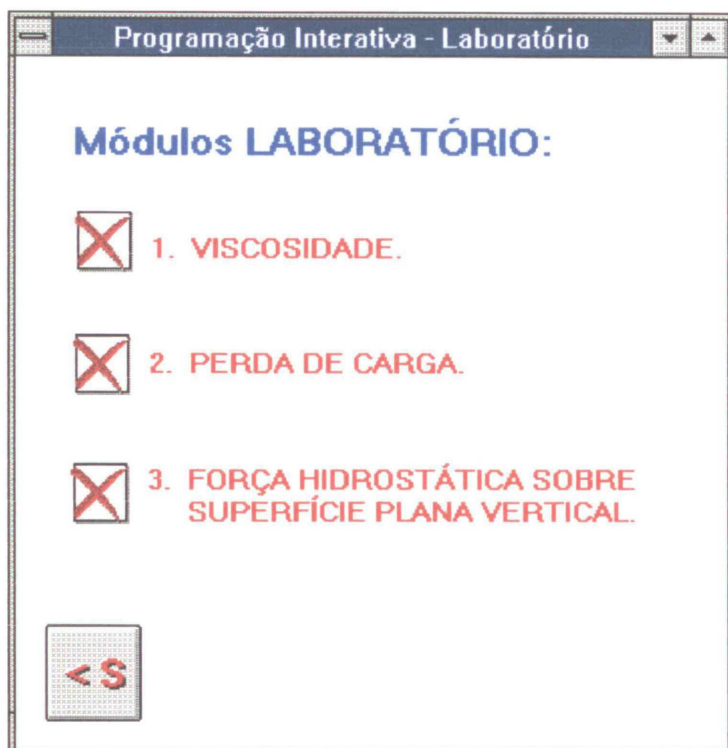 Programação Interativa - Laboratório
Módulos LABORATÓRIO:
1. VISCOSIDADE.
2. PERDA DE CARGA.
3. FORÇA HIDROSTÁTICA SOBRE
SUPERFÍCIE PLANA VERTICAL.
< S